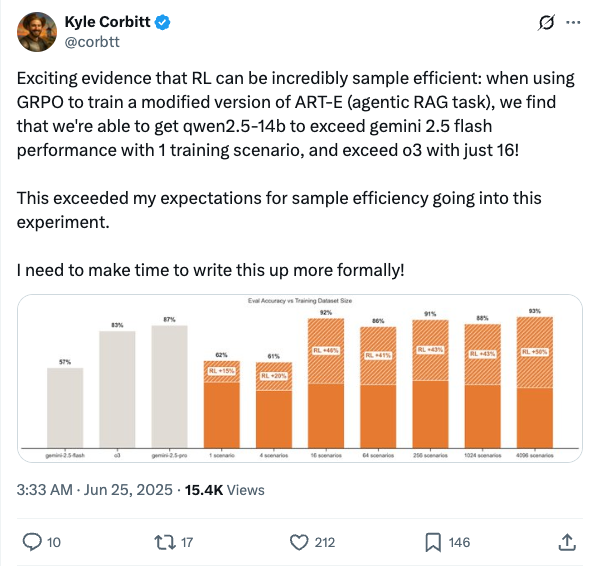 Kyle Corbitt
@corbtt
Exciting evidence that RL can be incredibly sample efficient: when using
GRPO to train a modified version of ART-E (agentic RAG task), we find
that we're able to get qwen2.5-14b to exceed gemini 2.5 flash
performance with 1 training scenario, and exceed o3 with just 16!
This exceeded my expectations for sample efficiency going into this
experiment.
I need to make time to write this up more formally!
Eval Accuracy vs Training Dataset Size
57% 83% 87% 62% 61% 92% 86% 91% 88% 93%
RL +15% RL +20% RL +46% RL +41% RL +43% RL +43% RL +50%
gemini-2.5-flash o3 gemini-2.5-pro 1 scenario 4 scenarios 16 scenarios 64 scenarios 256 scenarios 1024 scenarios 4096 scenarios
3:33 AM · Jun 25, 2025 · 15.4K Views
10 17 212 146